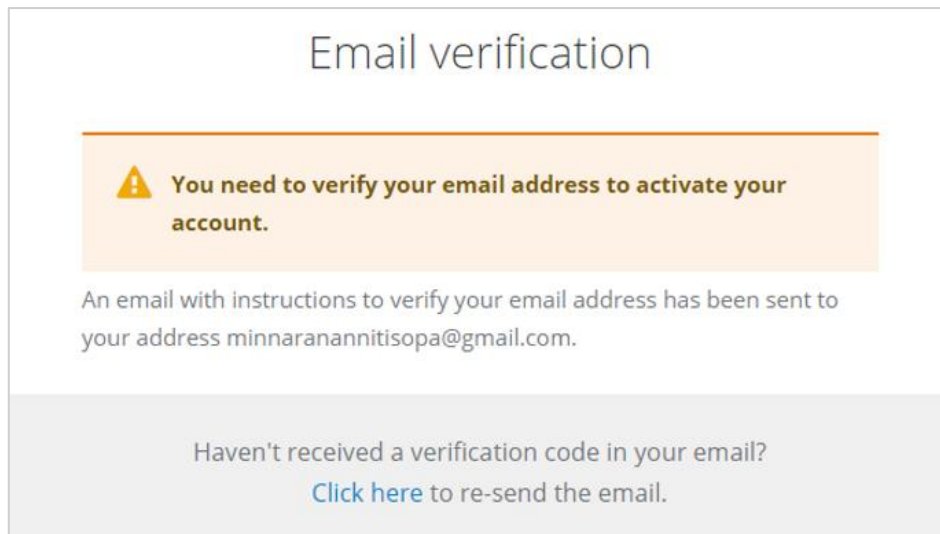 Email verification
You need to verify your email address to activate your
account.
An email with instructions to verify your email address has been sent to
your address minnaranannitisopa@gmail.com.
Haven't received a verification code in your email?
Click here to re-send the email.